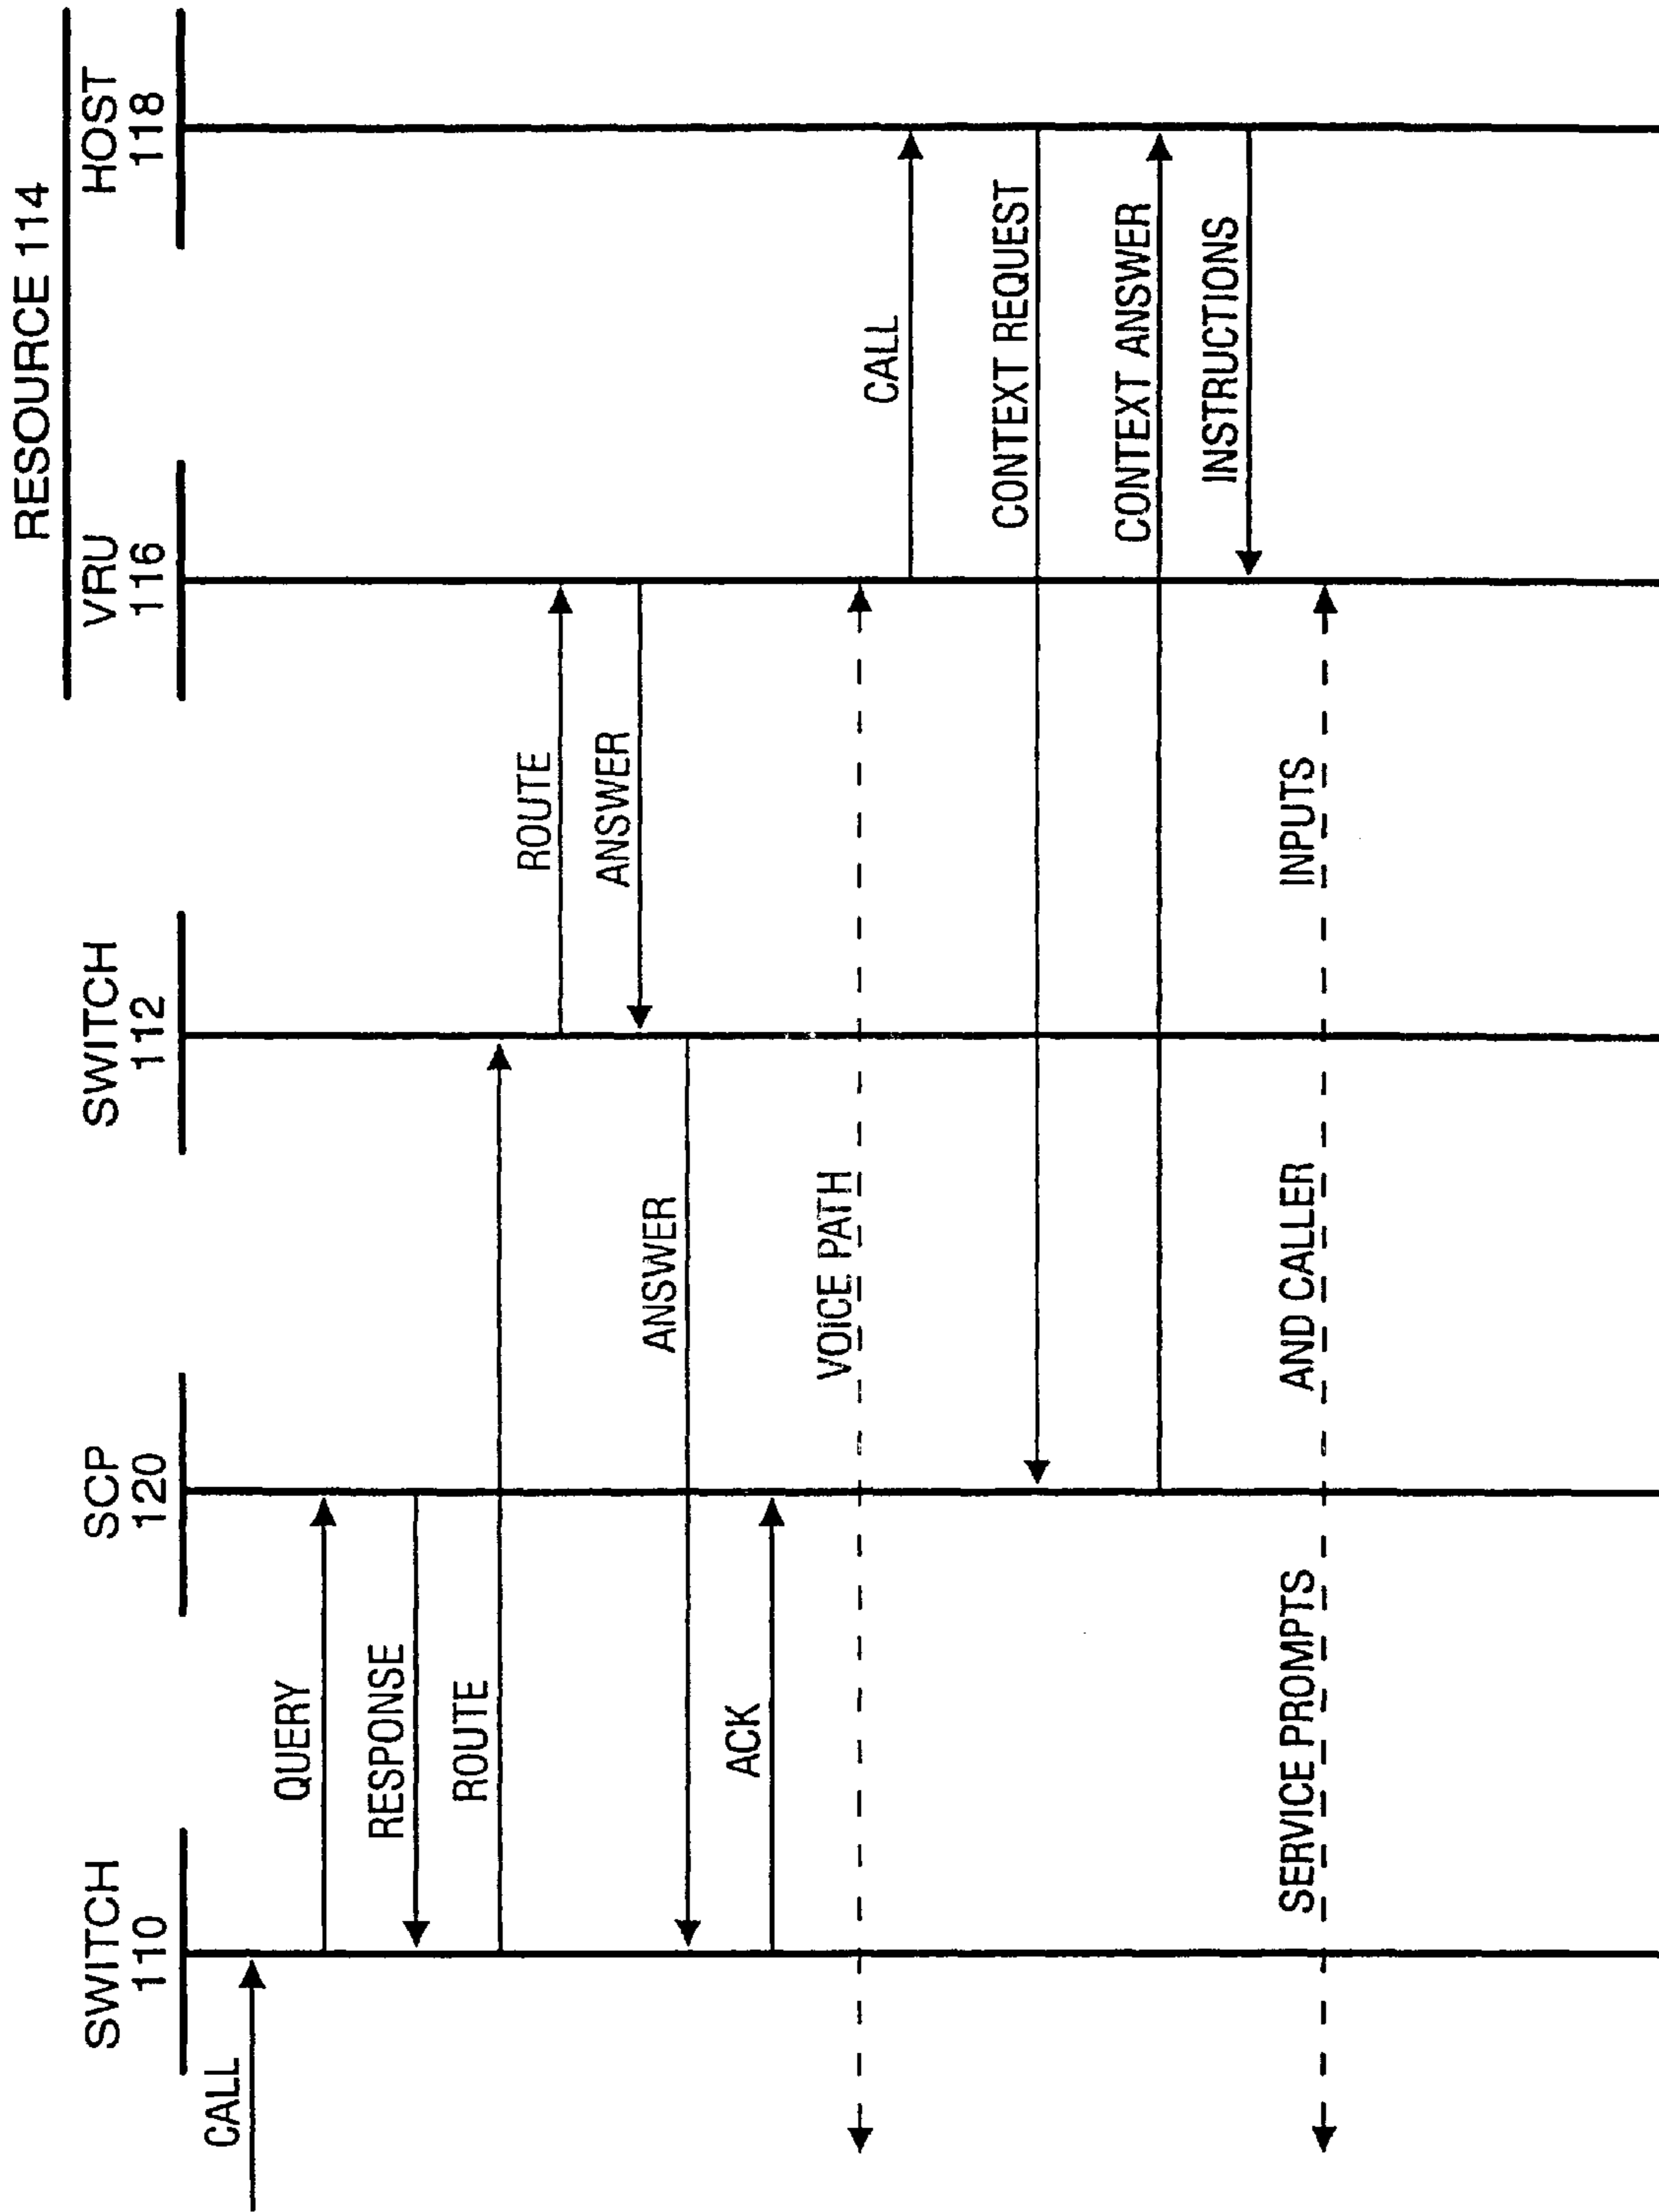 RESOURCE 114
SWITCH
110
SCP
120
SWITCH
112
VRU
116
HOST
118
CALL
QUERY
RESPONSE
ROUTE
ROUTE
ANSWER
ANSWER
ACK
VOICE PATH
CALL
CONTEXT REQUEST
CONTEXT ANSWER
INSTRUCTIONS
SERVICE PROMPTS AND CALLER INPUTS